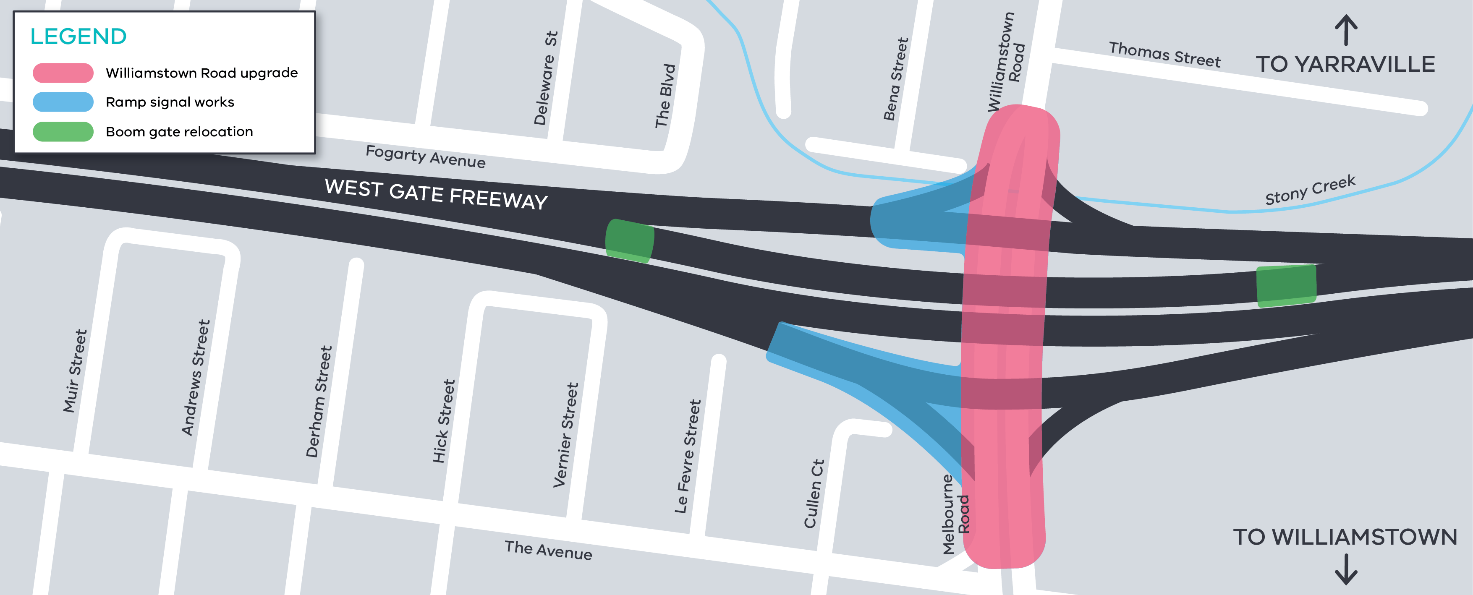 LEGEND
Williamstown Road upgrade
Ramp signal works
Boom gate relocation
Deleware St
The Blvd
Bena Street
Williamstown
Road
Thomas Street
TO YARRAVILLE
Fogarty Avenue
WEST GATE FREEWAY
Stony Creek
Muir Street
Andrews Street
Derham Street
Hick Street
Vernier Street
Le Fevre Street
Cullen Ct
Melbourne
Road
The Avenue
TO WILLIAMSTOWN